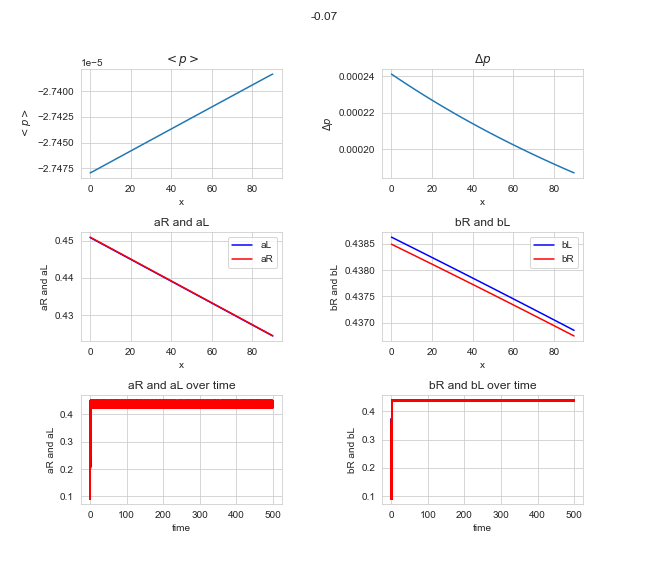 -0.07
< p >
1e−5
−2.7400
−2.7425
−2.7450
−2.7475
< p >
0 20 40 60 80
x
Δp
0.00024
0.00022
0.00020
Δp
0 20 40 60 80
x
aR and aL
0.45
0.44
0.43
aR and aL
aL
aR
0 20 40 60 80
x
bR and bL
0.4385
0.4380
0.4375
0.4370
bR and bL
bL
bR
0 20 40 60 80
x
aR and aL over time
0.4
0.3
0.2
0.1
aR and aL
0 100 200 300 400 500
time
bR and bL over time
0.4
0.3
0.2
0.1
bR and bL
0 100 200 300 400 500
time